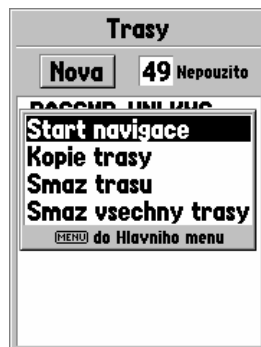 Trasy
Nova 49 Nepouzito
Start navigace
Kopie trasy
Smaz trasu
Smaz vsechny trasy
MENU do Hlavniho menu